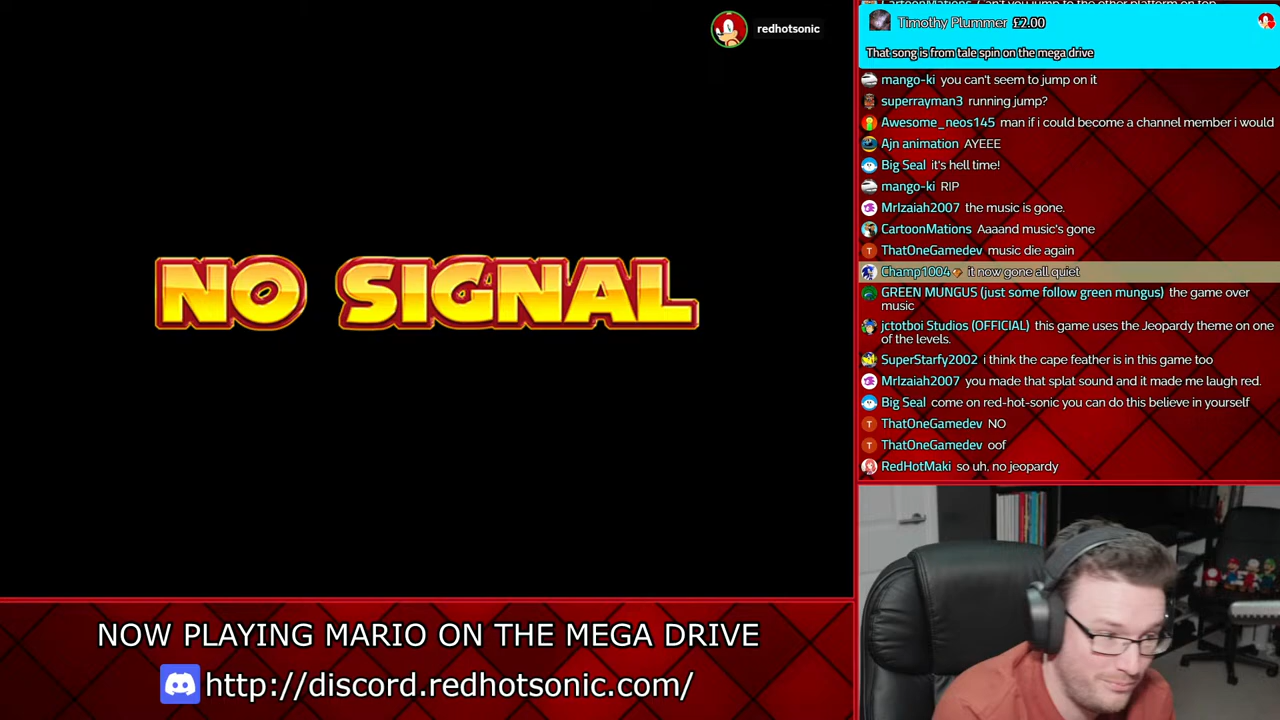 redhotsonic
NO SIGNAL
NOW PLAYING MARIO ON THE MEGA DRIVE
http://discord.redhotsonic.com/
Timothy Plummer £2.00
That song is from tale spin on the mega drive
mango-ki you can't seem to jump on it
superrayman3 running jump?
Awesome_neos145 man if i could become a channel member i would
Ajn animation AYEEE
Big Seal it's hell time!
mango-ki RIP
MrIzaiah2007 the music is gone.
CartoonMations Aaaand music's gone
T ThatOneGamedev music die again
Champ1004 it now gone all quiet
GREEN MUNGUS (just some follow green mungus) the game over
music
jctotboi Studios (OFFICIAL) this game uses the Jeopardy theme on one
of the levels.
SuperStarfy2002 i think the cape feather is in this game too
MrIzaiah2007 you made that splat sound and it made me laugh red.
Big Seal come on red-hot-sonic you can do this believe in yourself
T ThatOneGamedev NO
T ThatOneGamedev oof
RedHotMaki so uh, no jeopardy